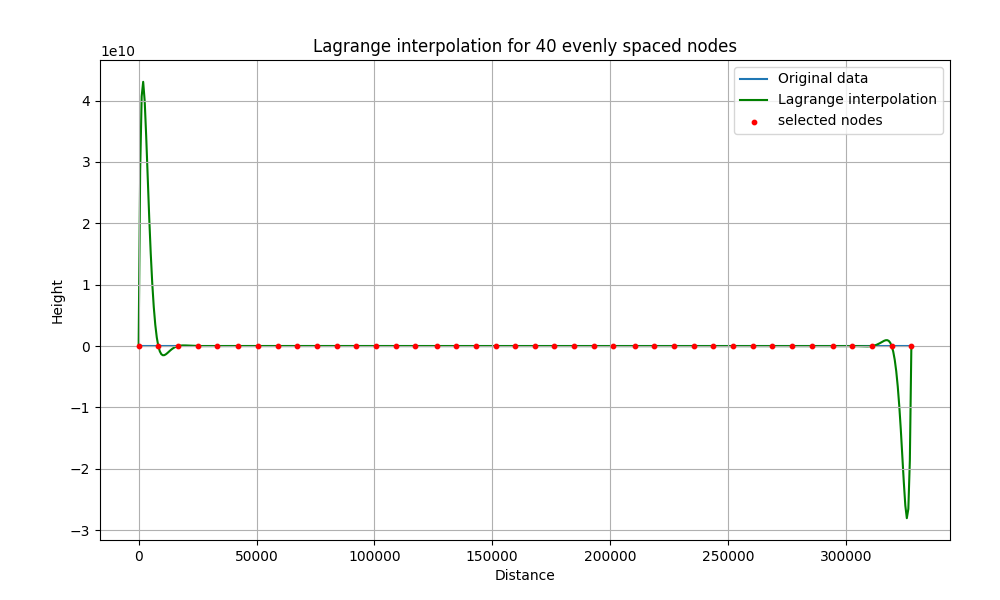 Lagrange interpolation for 40 evenly spaced nodes
1e10
Original data
Lagrange interpolation
selected nodes
4
3
2
1
0
−1
−2
−3
Height
0
50000
100000
150000
200000
250000
300000
Distance